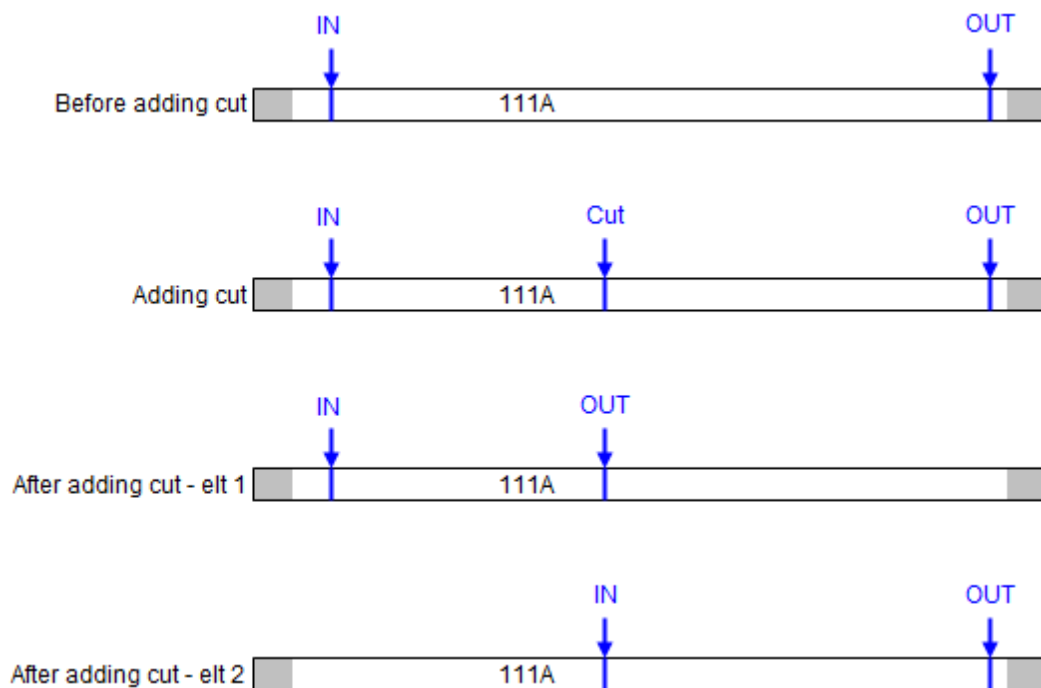 IN OUT
Before adding cut 111A
IN Cut OUT
Adding cut 111A
IN OUT
After adding cut - elt 1 111A
IN OUT
After adding cut - elt 2 111A